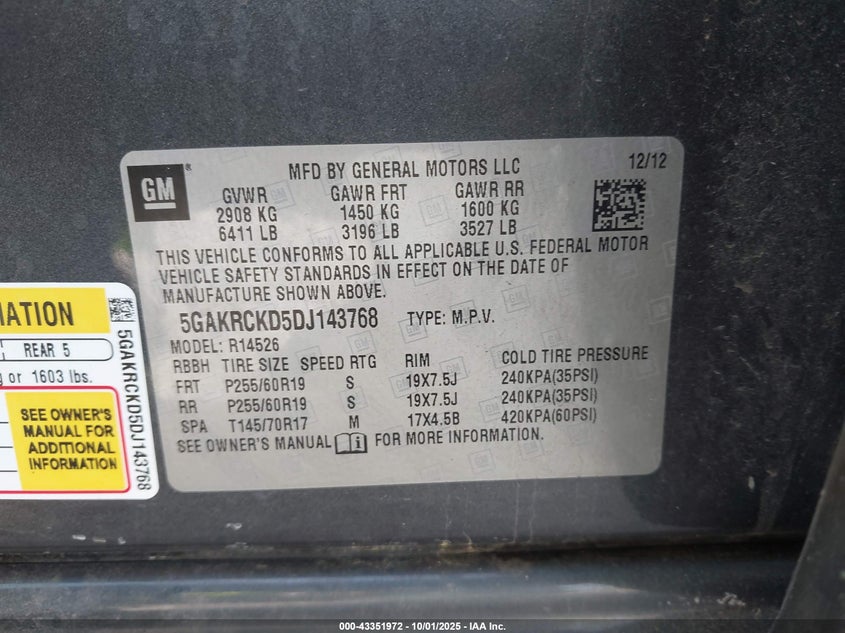 GM ®
MFD BY GENERAL MOTORS LLC 12/12
GVWR GAWR FRT GAWR RR
2908 KG 1450 KG 1600 KG
6411 LB 3196 LB 3527 LB
THIS VEHICLE CONFORMS TO ALL APPLICABLE U.S. FEDERAL MOTOR
VEHICLE SAFETY STANDARDS IN EFFECT ON THE DATE OF
MANUFACTURE SHOWN ABOVE.
5GAKRCKD5DJ143768 TYPE: M.P.V.
MODEL: R14526
RBBH TIRE SIZE SPEED RTG RIM COLD TIRE PRESSURE
FRT P255/60R19 S 19X7.5J 240KPA(35PSI)
RR P255/60R19 S 19X7.5J 240KPA(35PSI)
SPA T145/70R17 M 17X4.5B 420KPA(60PSI)
SEE OWNER'S MANUAL FOR MORE INFORMATION.
REAR 5
or 1603 lbs.
SEE OWNER'S
MANUAL FOR
ADDITIONAL
INFORMATION
5GAKRCKD5DJ143768
000-43351972 - 10/01/2025 - IAA Inc.